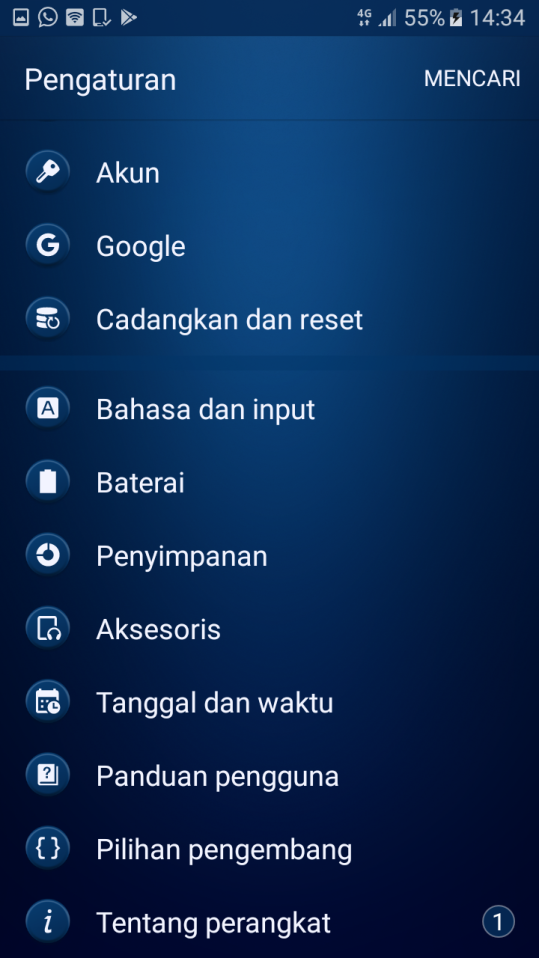 4G 55% 14:34
Pengaturan MENCARI
Akun
Google
Cadangkan dan reset
Bahasa dan input
Baterai
Penyimpanan
Aksesoris
Tanggal dan waktu
Panduan pengguna
Pilihan pengembang
Tentang perangkat 1